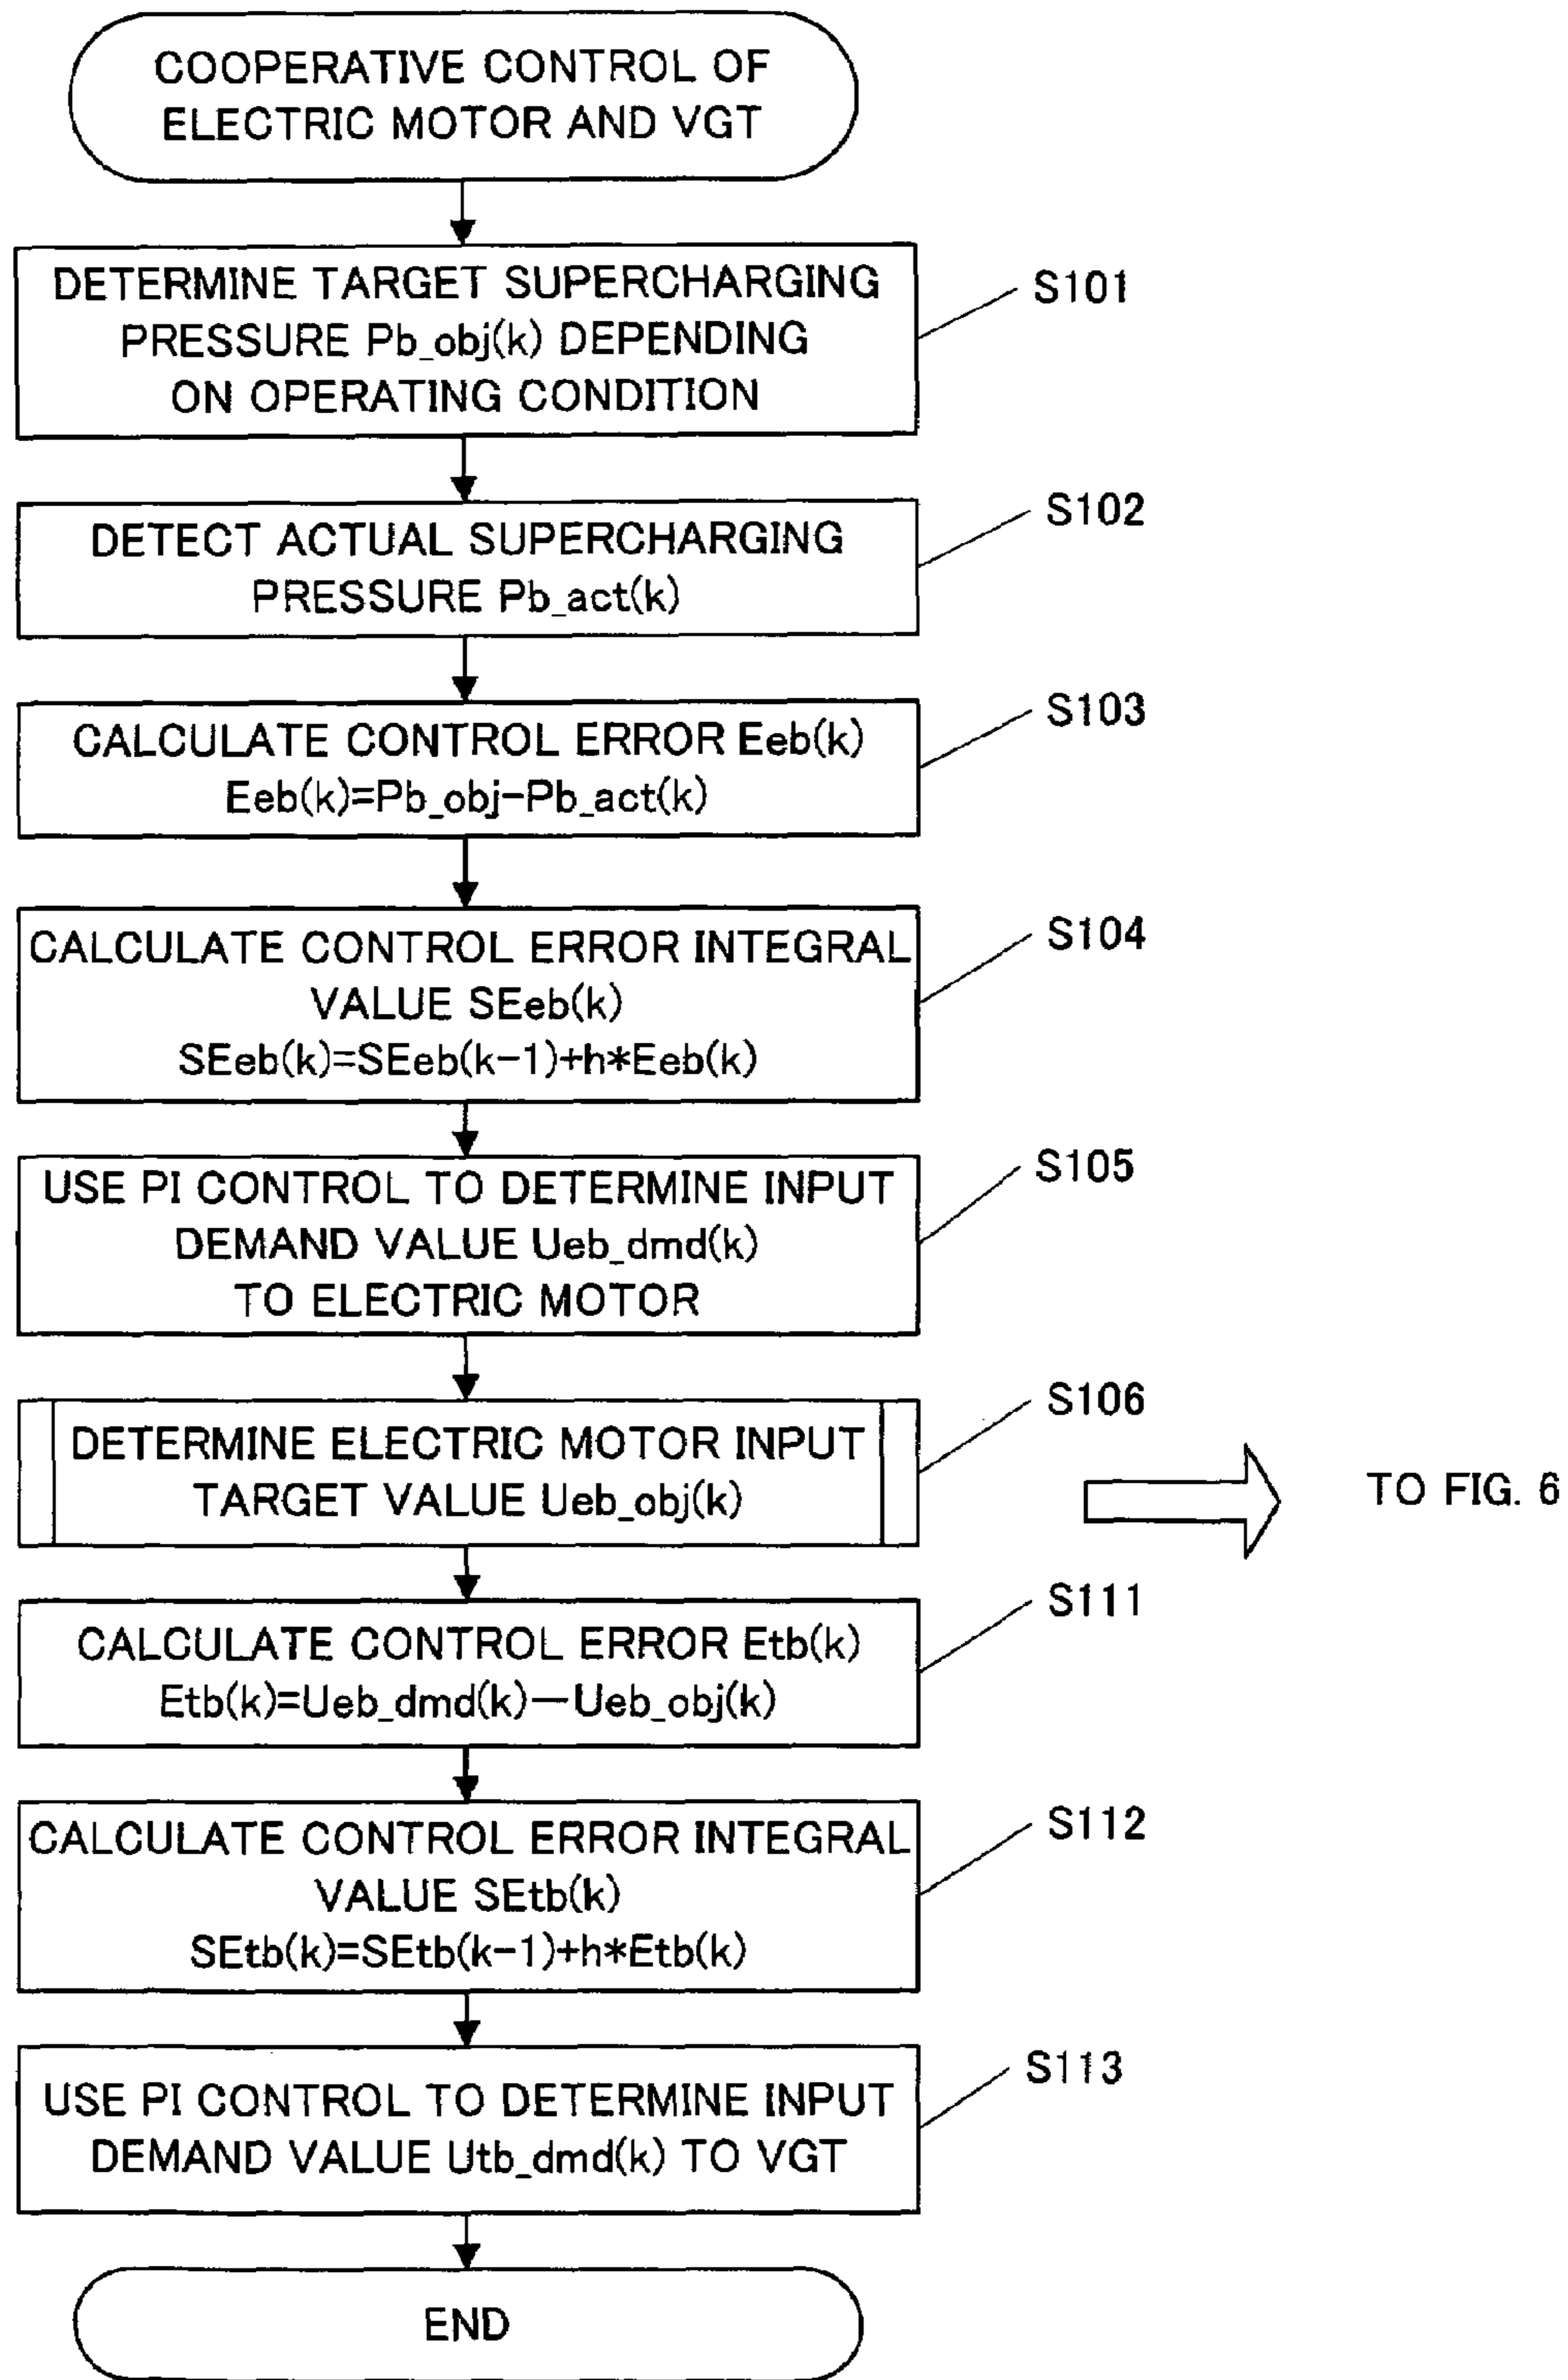 COOPERATIVE CONTROL OF
ELECTRIC MOTOR AND VGT
DETERMINE TARGET SUPERCHARGING
PRESSURE Pb_obj(k) DEPENDING
ON OPERATING CONDITION
S101
DETECT ACTUAL SUPERCHARGING
PRESSURE Pb_act(k)
S102
CALCULATE CONTROL ERROR Eeb(k)
Eeb(k)=Pb_obj-Pb_act(k)
S103
CALCULATE CONTROL ERROR INTEGRAL
VALUE SEeb(k)
SEeb(k)=SEeb(k-1)+h*Eeb(k)
S104
USE PI CONTROL TO DETERMINE INPUT
DEMAND VALUE Ueb_dmd(k)
TO ELECTRIC MOTOR
S105
DETERMINE ELECTRIC MOTOR INPUT
TARGET VALUE Ueb_obj(k)
S106
TO FIG. 6
CALCULATE CONTROL ERROR Etb(k)
Etb(k)=Ueb_dmd(k)—Ueb_obj(k)
S111
CALCULATE CONTROL ERROR INTEGRAL
VALUE SEtb(k)
SEtb(k)=SEtb(k-1)+h*Etb(k)
S112
USE PI CONTROL TO DETERMINE INPUT
DEMAND VALUE Utb_dmd(k) TO VGT
S113
END